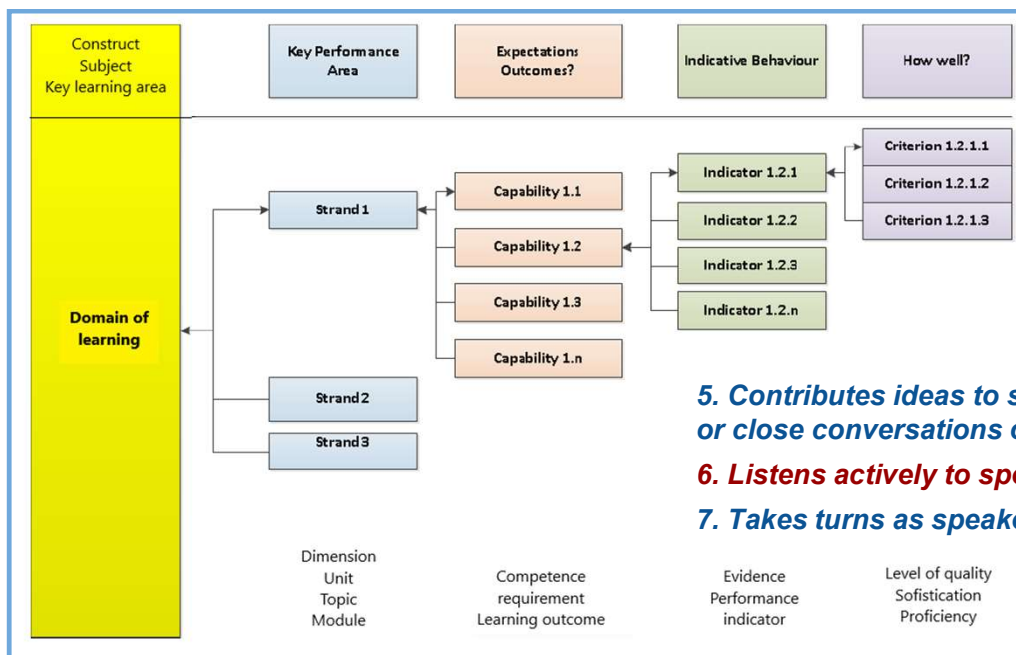 Construct
Subject
Key learning area
Key Performance
Area
Expectations
Outcomes?
Indicative Behaviour
How well?
Domain of
learning
Strand 1
Strand 2
Strand 3
Capability 1.1
Capability 1.2
Capability 1.3
Capability 1.n
Indicator 1.2.1
Indicator 1.2.2
Indicator 1.2.3
Indicator 1.2.n
Criterion 1.2.1.1
Criterion 1.2.1.2
Criterion 1.2.1.3
5. Contributes ideas to
or close conversations
6. Listens actively to
7. Takes turns as
Dimension
Unit
Topic
Module
Competence
requirement
Learning outcome
Evidence
Performance
indicator
Level of quality
Sofistication
Proficiency